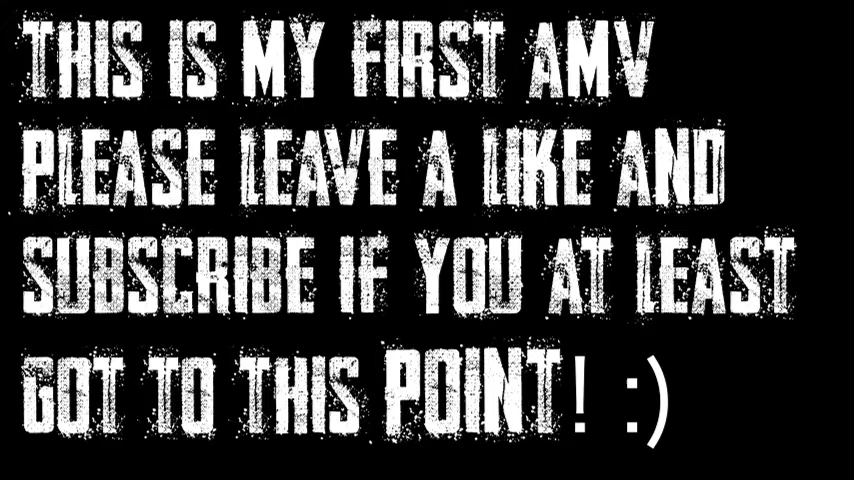 THIS IS MY FIRST AMV
PLEASE LEAVE A LIKE AND
SUBSCRIBE IF YOU AT LEAST
GOT TO THIS POINT! :)